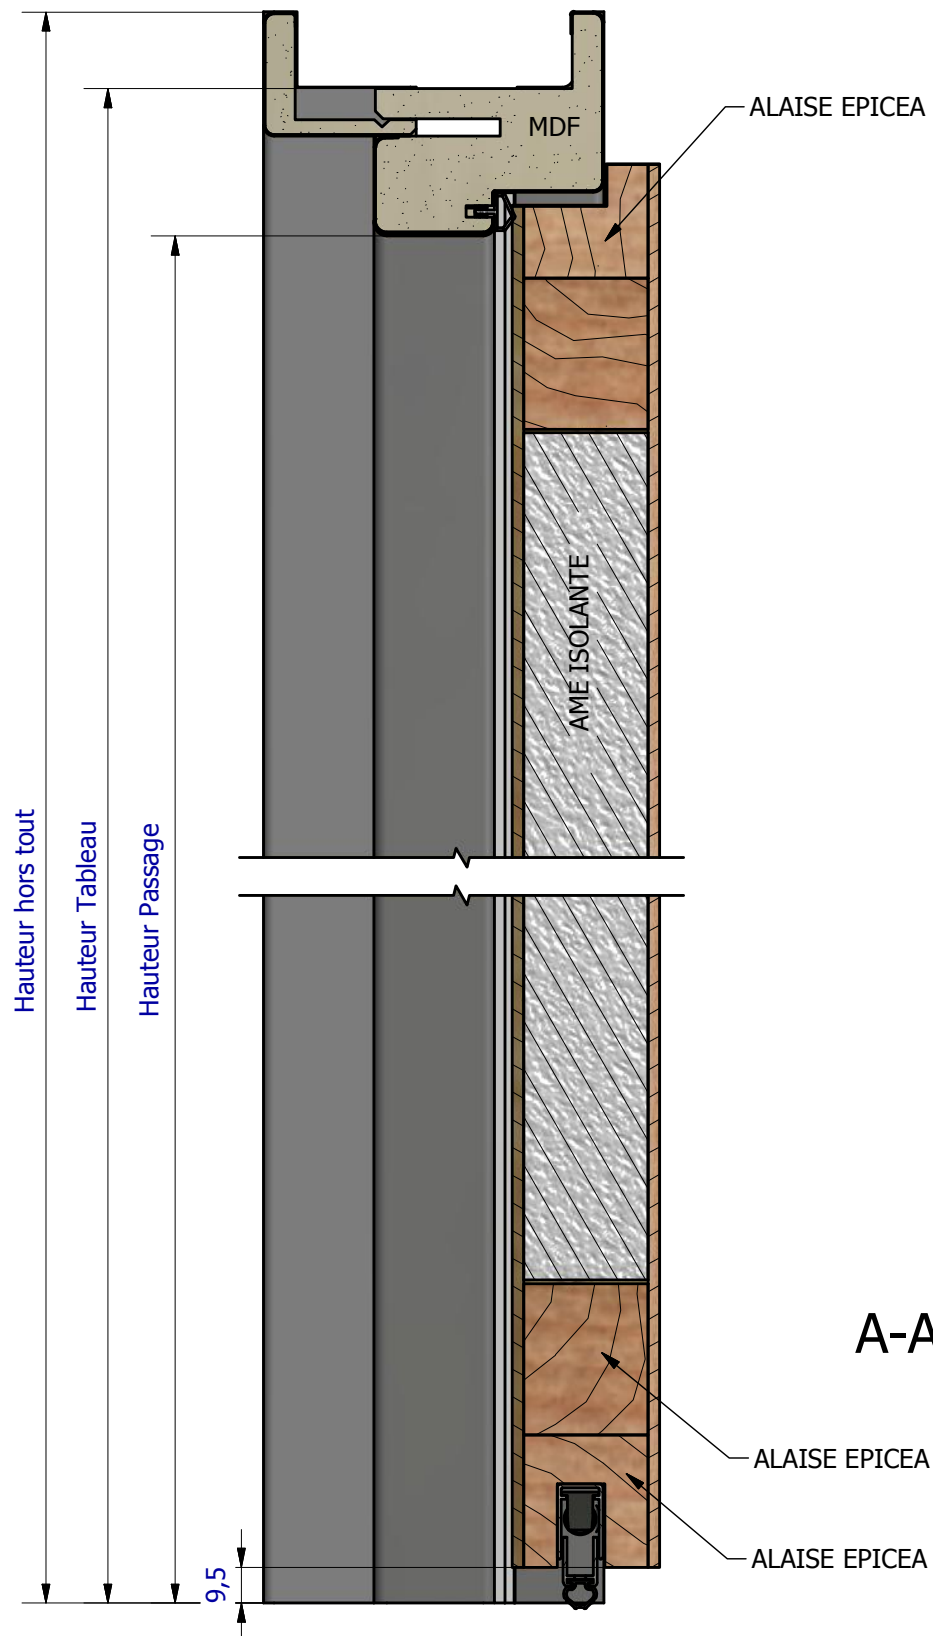 ALAISE EPICEA
MDF
AME ISOLANTE
Hauteur hors tout
Hauteur Tableau
Hauteur Passage
A-A
ALAISE EPICEA
ALAISE EPICEA
9,5